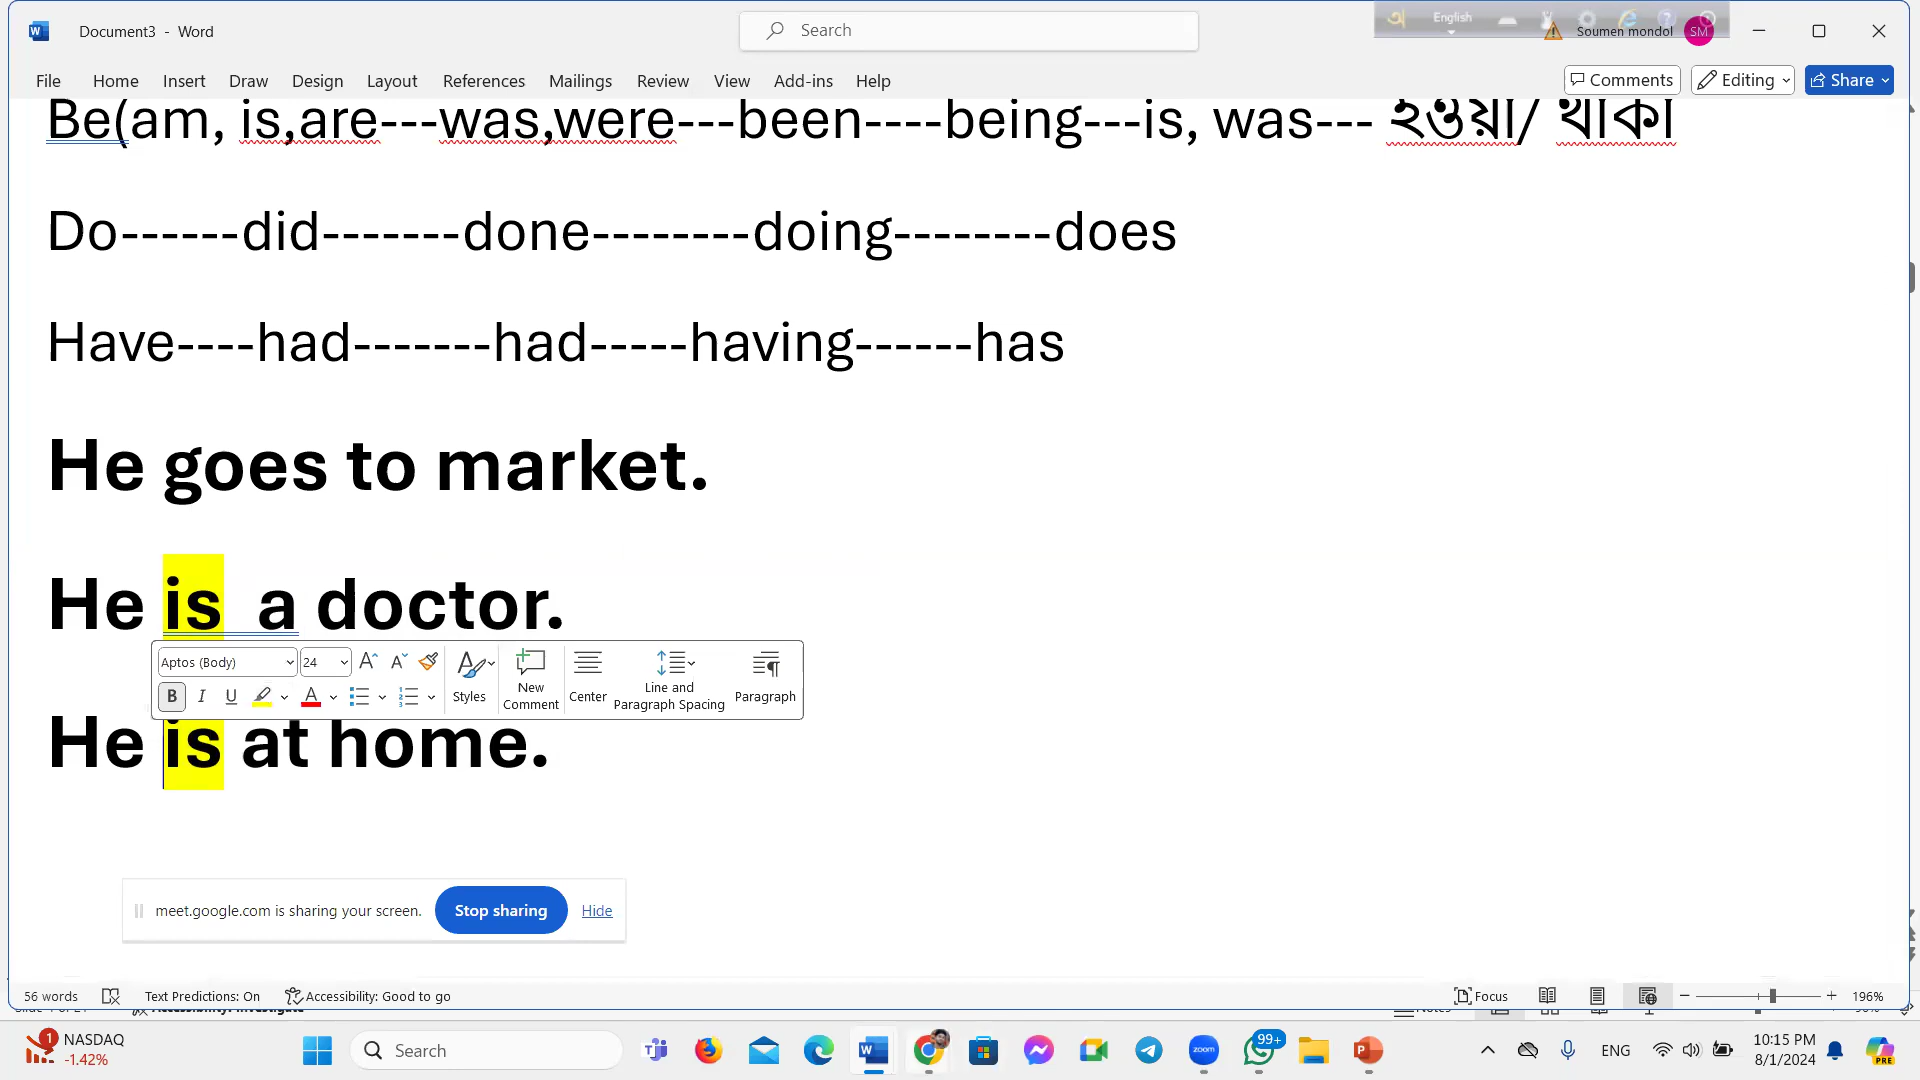 Document3 - Word
Search
English
Soumen mondol
SM
File Home Insert Draw Design Layout References Mailings Review View Add-ins Help
Comments Editing Share
Be(am, is,are---was,were---been----being---is, was--- হওয়া/ থাকা
Do------did-------done--------doing--------does
Have----had-------had-----having------has
He goes to market.
He is  a doctor.
Aptos (Body) 24
Styles New Comment Center Line and Paragraph Spacing Paragraph
B I U A
He is at home.
meet.google.com is sharing your screen. Stop sharing Hide
56 words Text Predictions: On Accessibility: Good to go Focus 196%
NASDAQ
-1.42%
1
Search
zoom
99+
ENG
10:15 PM
8/1/2024
PRE